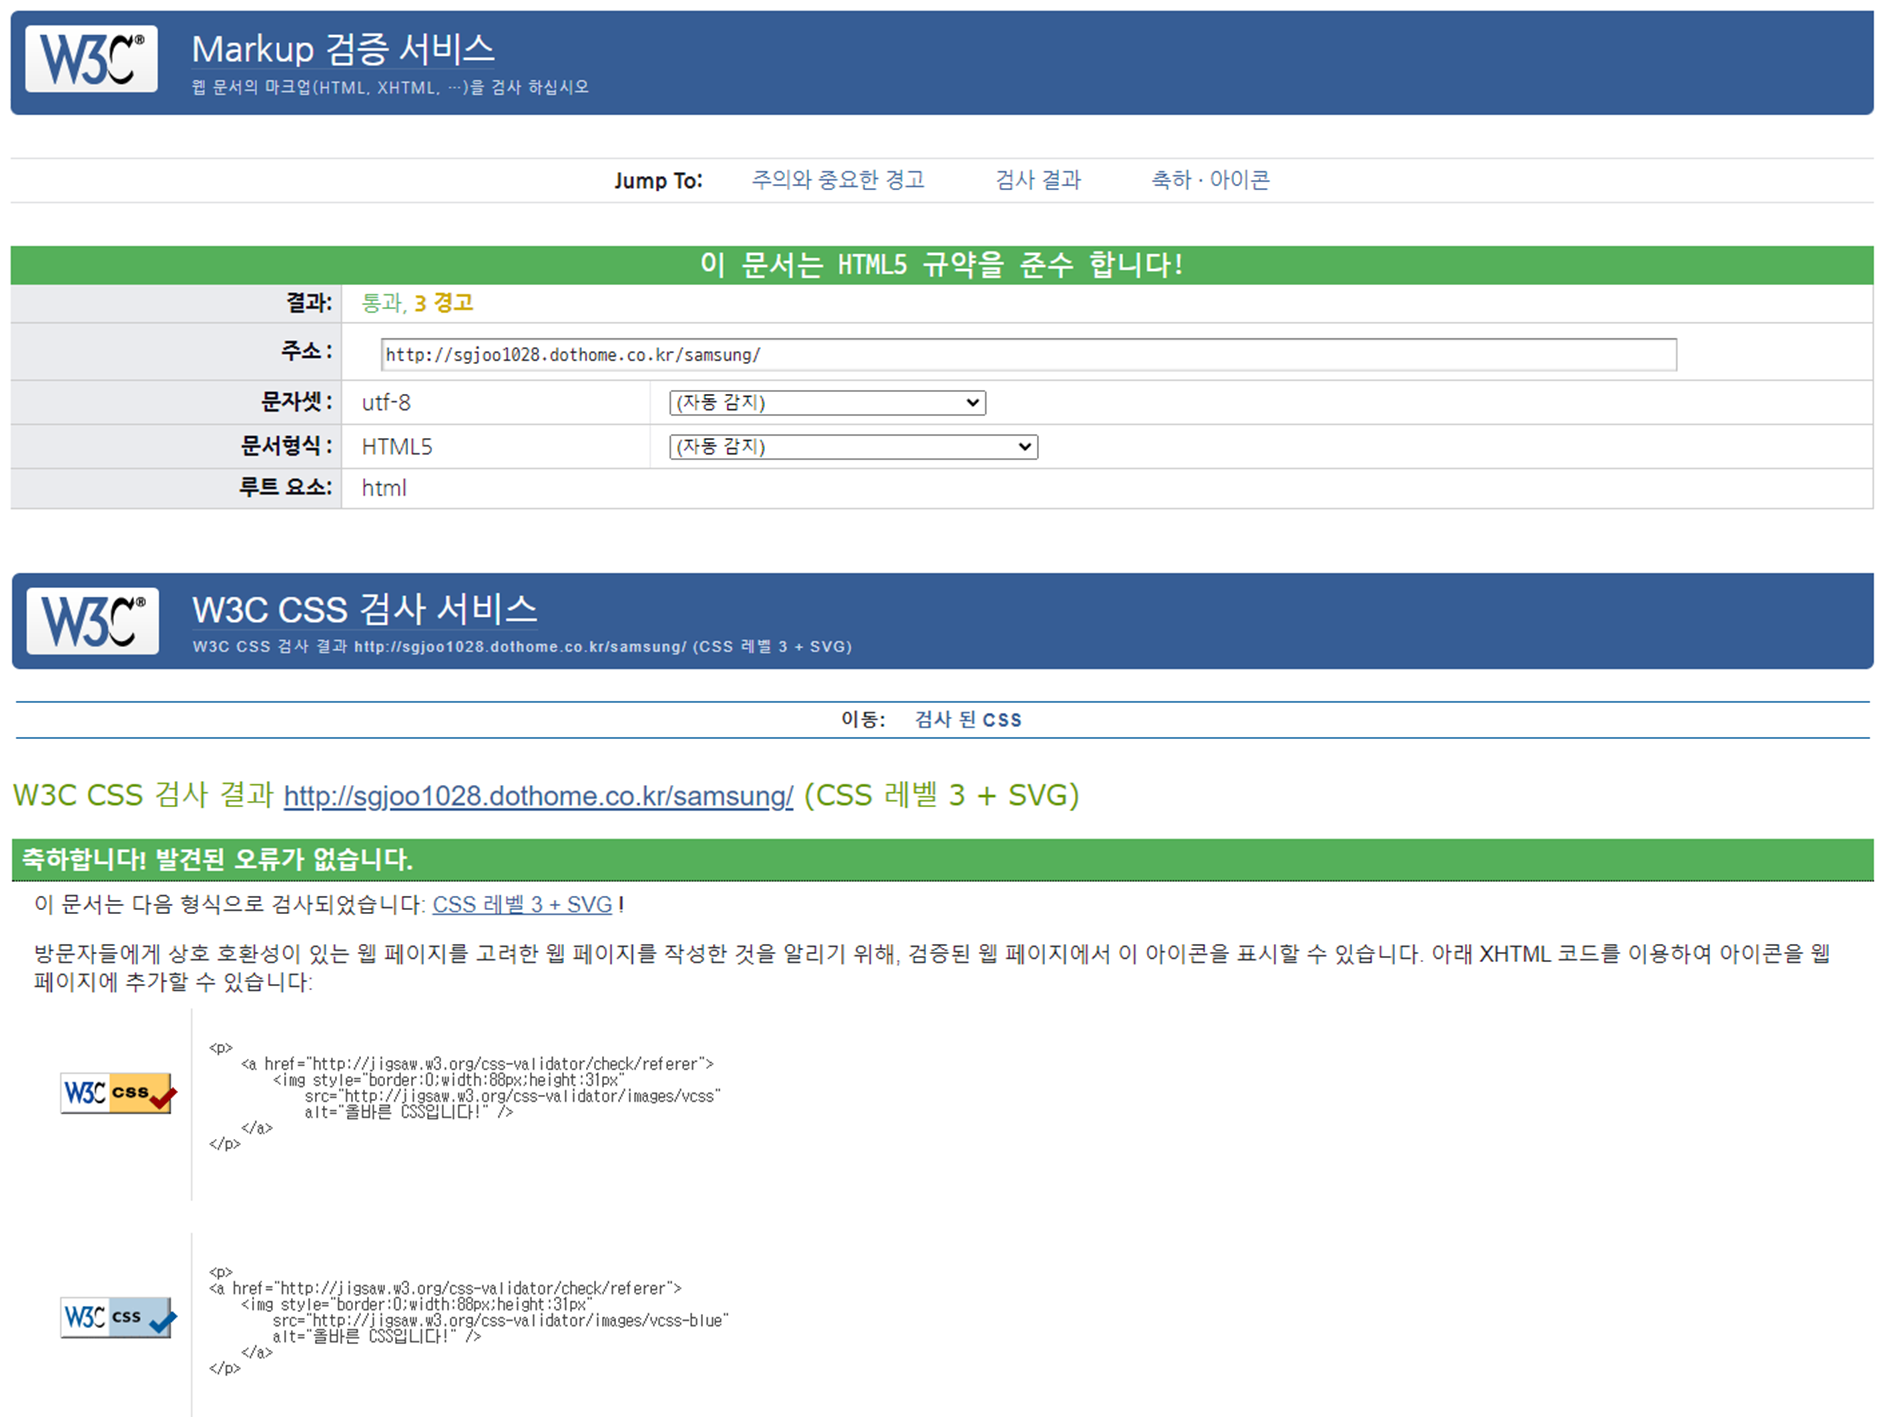 W3C®
Markup 검증 서비스
웹 문서의 마크업(HTML, XHTML, …)을 검사 하십시오
Jump To: 주의와 중요한 경고 검사 결과 축하 · 아이콘
이 문서는 HTML5 규약을 준수 합니다!
결과: 통과, 3 경고
주소 : http://sgjoo1028.dothome.co.kr/samsung/
문자셋 : utf-8 (자동 감지)
문서형식 : HTML5 (자동 감지)
루트 요소: html
W3C®
W3C CSS 검사 서비스
W3C CSS 검사 결과 http://sgjoo1028.dothome.co.kr/samsung/ (CSS 레벨 3 + SVG)
이동: 검사 된 CSS
W3C CSS 검사 결과 http://sgjoo1028.dothome.co.kr/samsung/ (CSS 레벨 3 + SVG)
축하합니다! 발견된 오류가 없습니다.
이 문서는 다음 형식으로 검사되었습니다: CSS 레벨 3 + SVG !
방문자들에게 상호 호환성이 있는 웹 페이지를 고려한 웹 페이지를 작성한 것을 알리기 위해, 검증된 웹 페이지에서 이 아이콘을 표시할 수 있습니다. 아래 XHTML 코드를 이용하여 아이콘을 웹
페이지에 추가할 수 있습니다:
W3C css
<p>
<a href="http://jigsaw.w3.org/css-validator/check/referer">
<img style="border:0;width:88px;height:31px"
src="http://jigsaw.w3.org/css-validator/images/vcss"
alt="올바른 CSS입니다!" />
</a>
</p>
W3C css
<p>
<a href="http://jigsaw.w3.org/css-validator/check/referer">
<img style="border:0;width:88px;height:31px"
src="http://jigsaw.w3.org/css-validator/images/vcss-blue"
alt="올바른 CSS입니다!" />
</a>
</p>